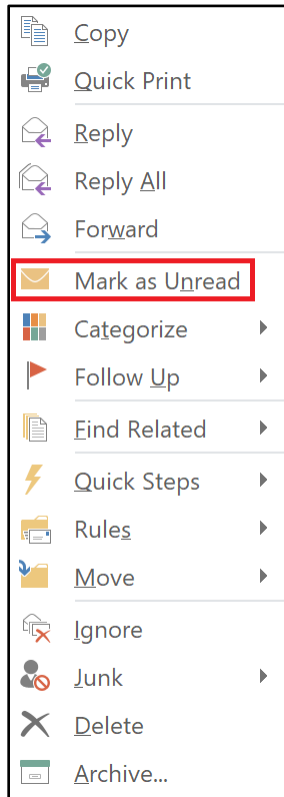 Copy
Quick Print
Reply
Reply All
Forward
Mark as Unread
Categorize
Follow Up
Find Related
Quick Steps
Rules
Move
Ignore
Junk
Delete
Archive...